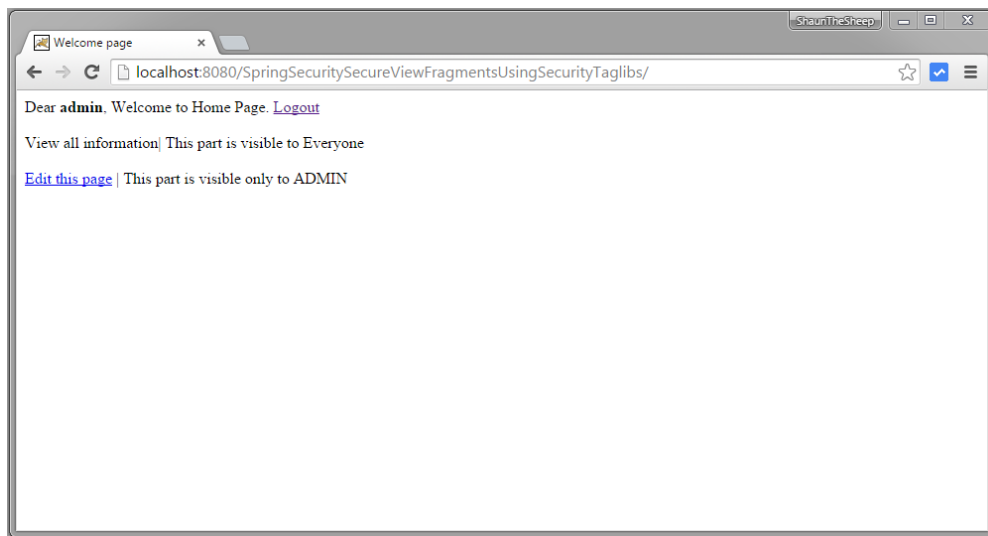 ShaunTheSheep
Welcome page
localhost:8080/SpringSecuritySecureViewFragmentsUsingSecurityTaglibs/
Dear admin, Welcome to Home Page. Logout
View all information| This part is visible to Everyone
Edit this page | This part is visible only to ADMIN